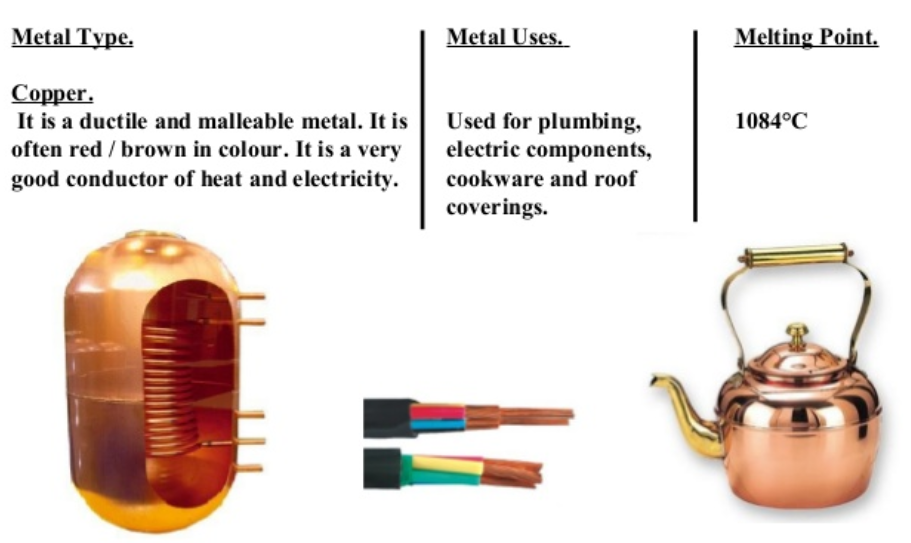 Metal Type.
Metal Uses.
Melting Point.
Copper.
It is a ductile and malleable metal. It is
often red / brown in colour. It is a very
good conductor of heat and electricity.
Used for plumbing,
electric components,
cookware and roof
coverings.
1084°C